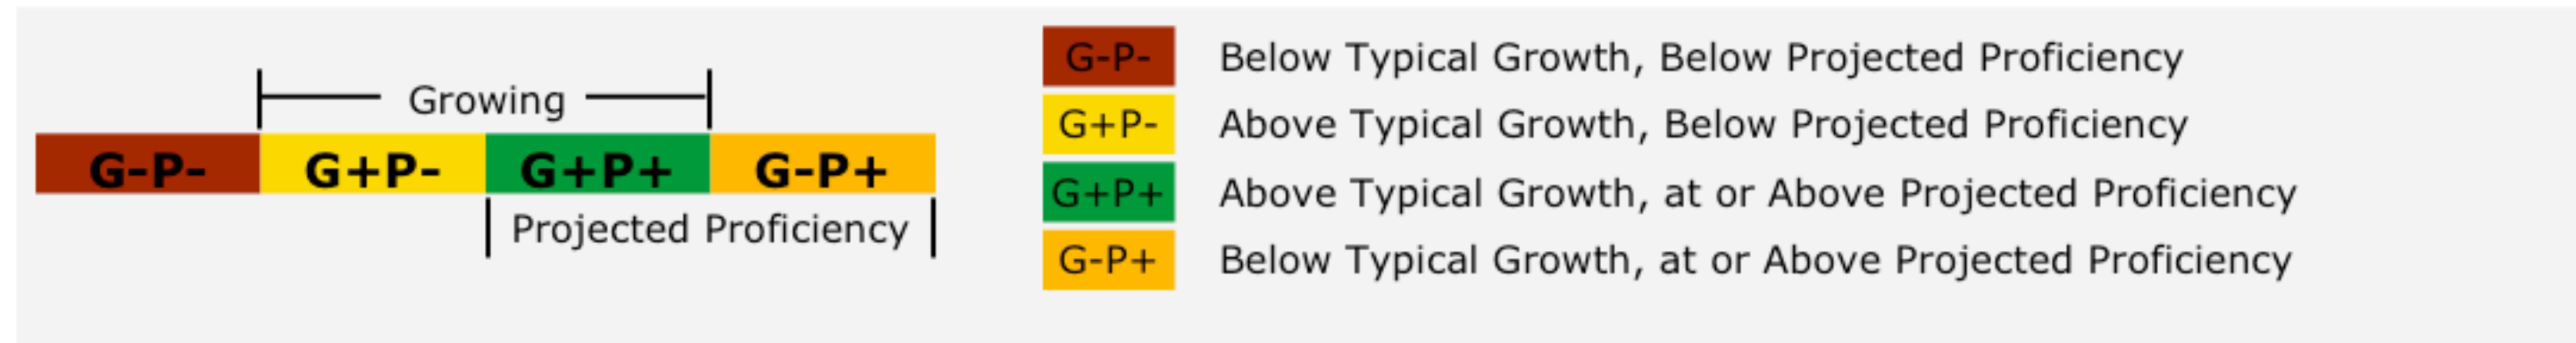 Growing
G-P- G+P- G+P+ G-P+
Projected Proficiency
G-P- Below Typical Growth, Below Projected Proficiency
G+P- Above Typical Growth, Below Projected Proficiency
G+P+ Above Typical Growth, at or Above Projected Proficiency
G-P+ Below Typical Growth, at or Above Projected Proficiency